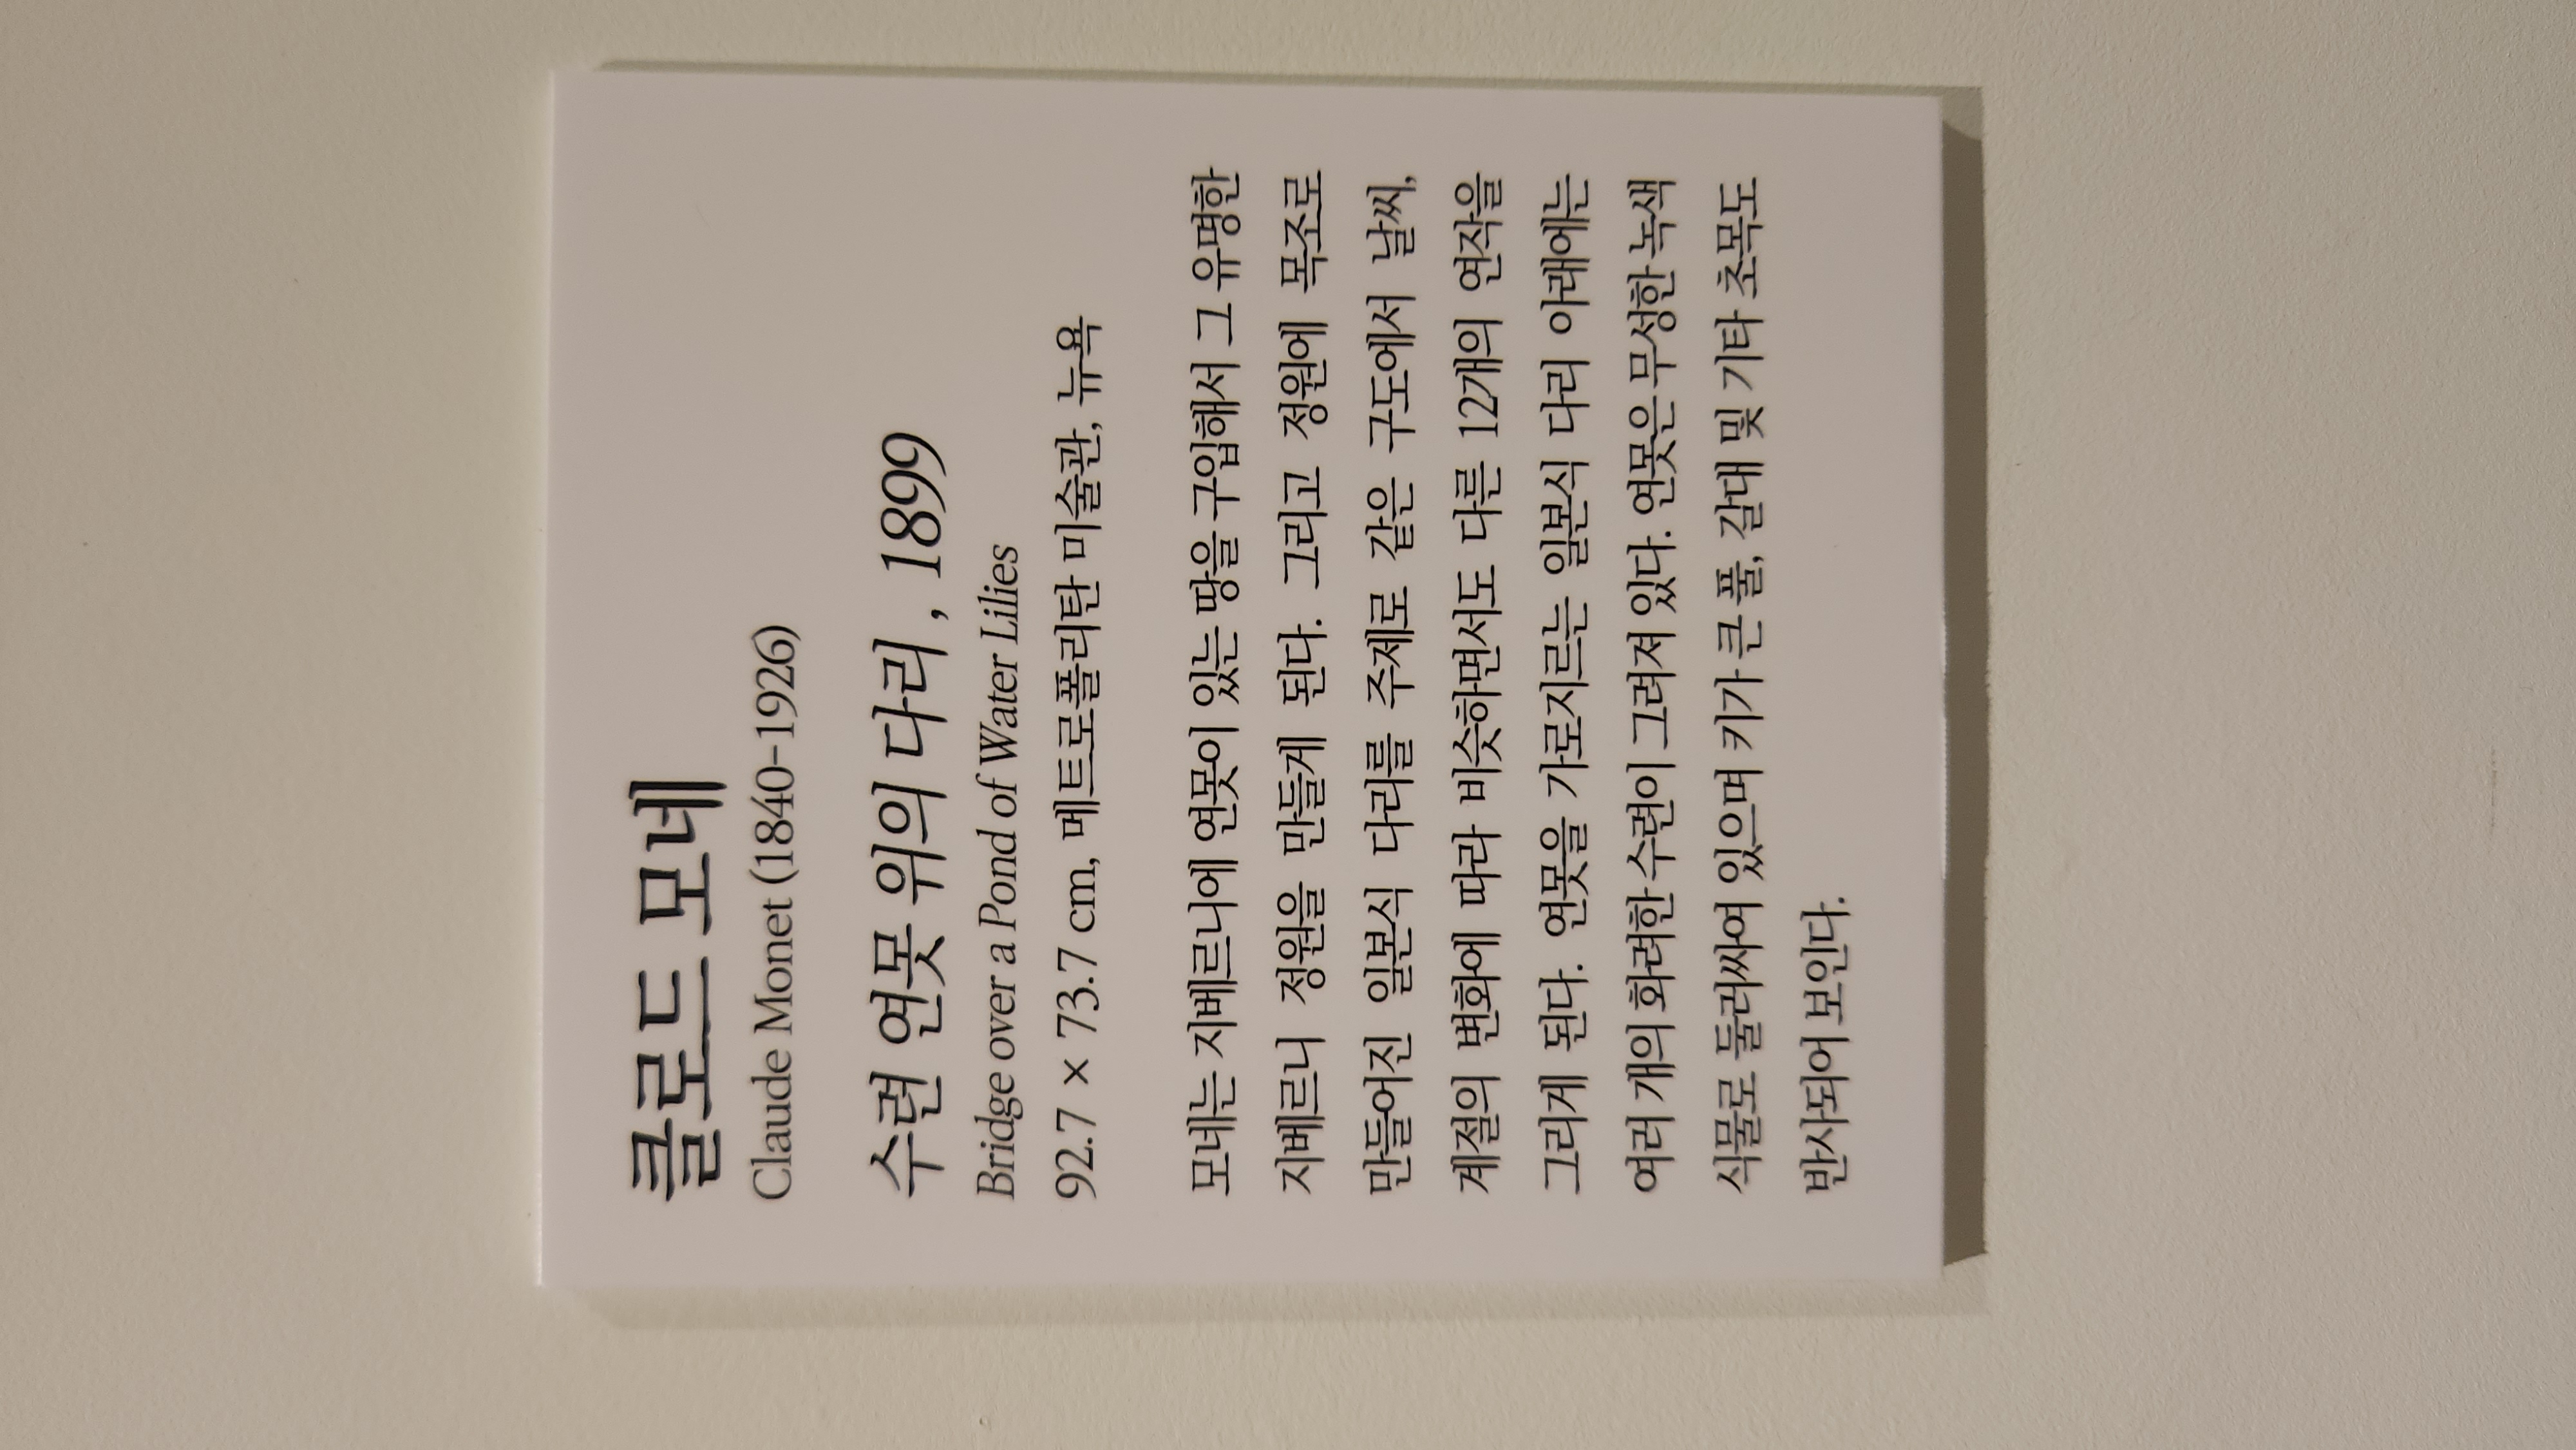 클로드 모네
Claude Monet (1840-1926)
수련 연못 위의 다리 , 1899
Bridge over a Pond of Water Lilies
92.7 × 73.7 cm, 메트로폴리탄 미술관, 뉴욕
모네는 지베르니에 연못이 있는 땅을 구입해서 그 유명한
지베르니 정원을 만들게 된다. 그리고 정원에 목조로
만들어진 일본식 다리를 주제로 같은 구도에서 날씨,
계절의 변화에 따라 비슷하면서도 다른 12개의 연작을
그리게 된다. 연못을 가로지르는 일본식 다리 아래에는
여러 개의 화려한 수련이 그려져 있다. 연못은 무성한 녹색
식물로 둘러싸여 있으며 키가 큰 풀, 갈대 및 기타 초목도
반사되어 보인다.